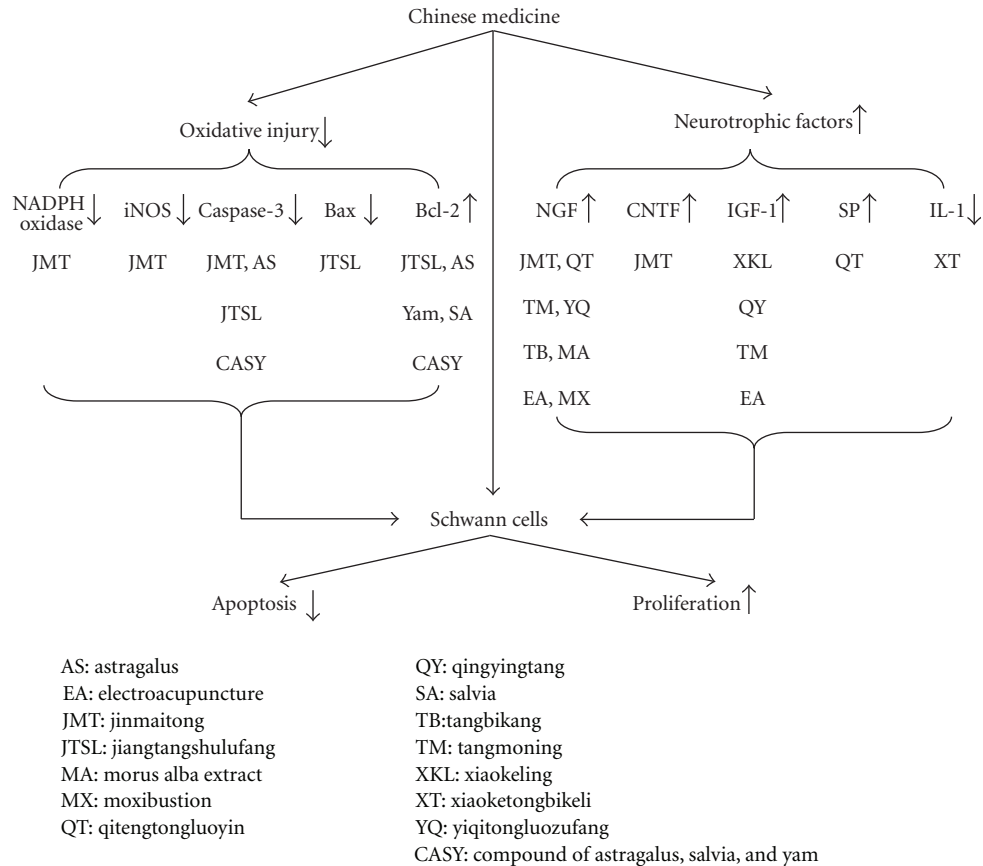 Chinese medicine
Oxidative injury↓
Neurotrophic factors↑
NADPH oxidase↓ iNOS↓ Caspase-3↓ Bax↓ Bcl-2↑ NGF↑ CNTF↑ IGF-1↑ SP↑ IL-1↓
JMT JMT JMT, AS JTSL JTSL, AS JMT, QT JMT XKL QT XT
JTSL Yam, SA TM, YQ QY
CASY CASY TB, MA TM
EA, MX EA
Schwann cells
Apoptosis ↓ Proliferation↑
AS: astragalus
EA: electroacupuncture
JMT: jinmaitong
JTSL: jiangtangshulufang
MA: morus alba extract
MX: moxibustion
QT: qitengtongluoyin
QY: qingyingtang
SA: salvia
TB:tangbikang
TM: tangmoning
XKL: xiaokeling
XT: xiaoketongbikeli
YQ: yiqitongluozufang
CASY: compound of astragalus, salvia, and yam